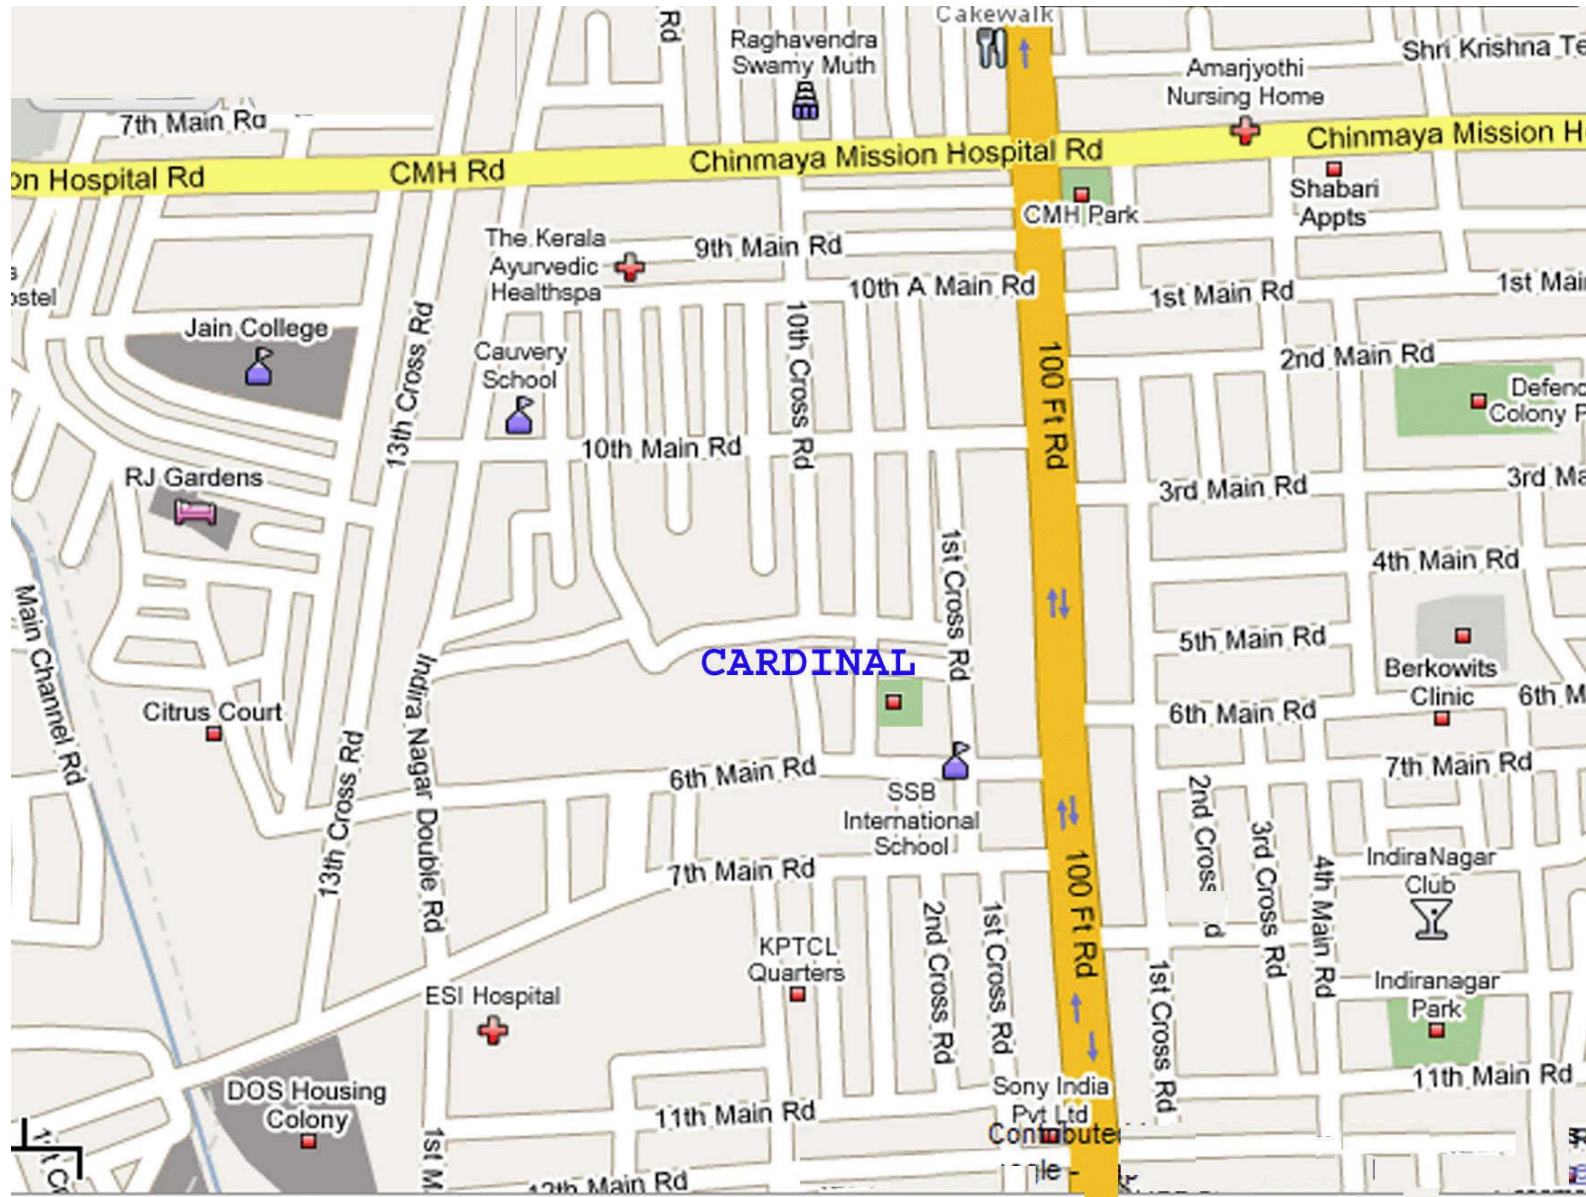 Cakewalk
Rd
Raghavendra
Swamy Muth
Shri Krishna Te
Amarjyothi
Nursing Home
7th Main Rd
on Hospital Rd
CMH Rd
Chinmaya Mission Hospital Rd
Chinmaya Mission H
Shabari
Appts
CMH Park
The Kerala
Ayurvedic
Healthspa
9th Main Rd
10th A Main Rd
1st Main Rd
1st Mai
ostel
Jain College
13th Cross Rd
Cauvery
School
10th Cross Rd
100 Ft Rd
2nd Main Rd
Defenc
Colony P
10th Main Rd
RJ Gardens
3rd Main Rd
3rd Ma
1st Cross Rd
4th Main Rd
Main Channel Rd
5th Main Rd
CARDINAL
Berkowits
Clinic
Indira Nagar Double Rd
Citrus Court
6th Main Rd
6th M
13th Cross Rd
6th Main Rd
7th Main Rd
SSB
International
School
2nd Cross
d
3rd Cross Rd
4th Main Rd
IndiraNagar
Club
7th Main Rd
100 Ft Rd
2nd Cross Rd
1st Cross Rd
KPTCL
Quarters
1st Cross Rd
Indiranagar
Park
ESI Hospital
DOS Housing
Colony
11th Main Rd
Sony India
Pvt Ltd
11th Main Rd
1st M
12th Main Rd